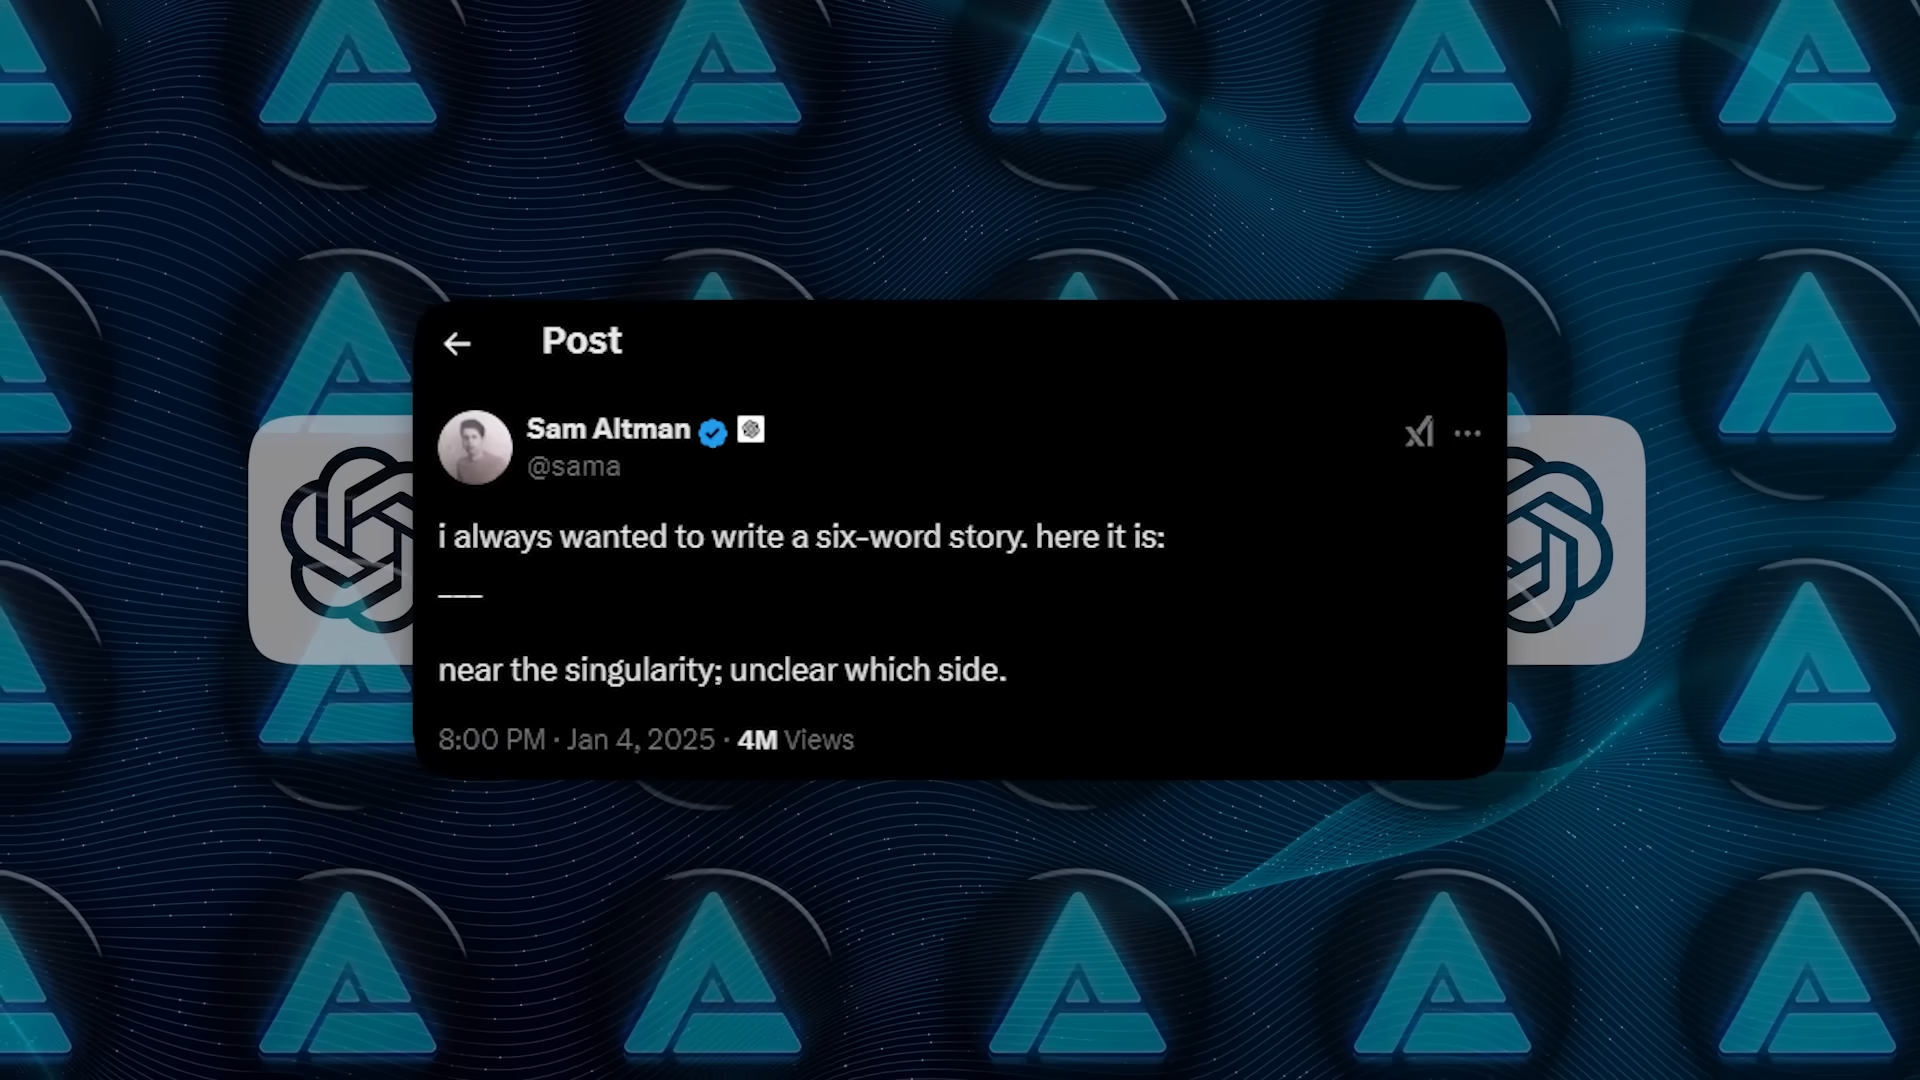 Post
Sam Altman
@sama
i always wanted to write a six-word story. here it is:
___
near the singularity; unclear which side.
8:00 PM · Jan 4, 2025 · 4M Views